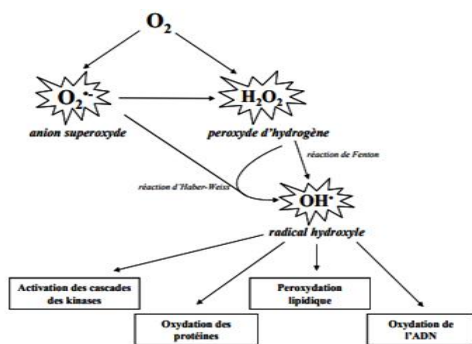 O₂
O₂•-
H₂O₂
anion superoxyde
peroxyde d'hydrogène
réaction de Fenton
réaction d'Haber-Weiss
OH•
radical hydroxyle
Activation des cascades
des kinases
Peroxydation
lipidique
Oxydation des
protéines
Oxydation de
l'ADN